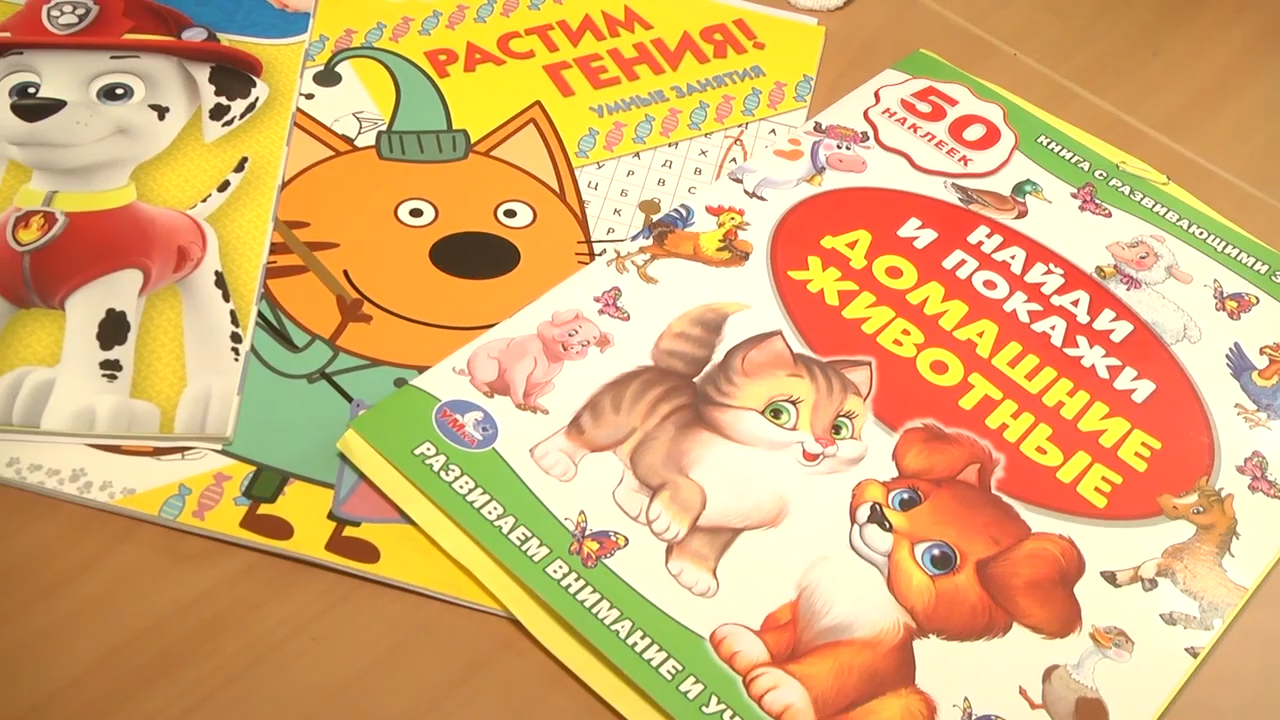 РАСТИМ
ГЕНИЯ!
УМНЫЕ ЗАНЯТИЯ
50
НАКЛЕЕК
КНИГА С РАЗВИВАЮЩИМИ
НАЙДИ
И ПОКАЖИ
ДОМАШНИЕ
ЖИВОТНЫЕ
УМКА
РАЗВИВАЕМ ВНИМАНИЕ И